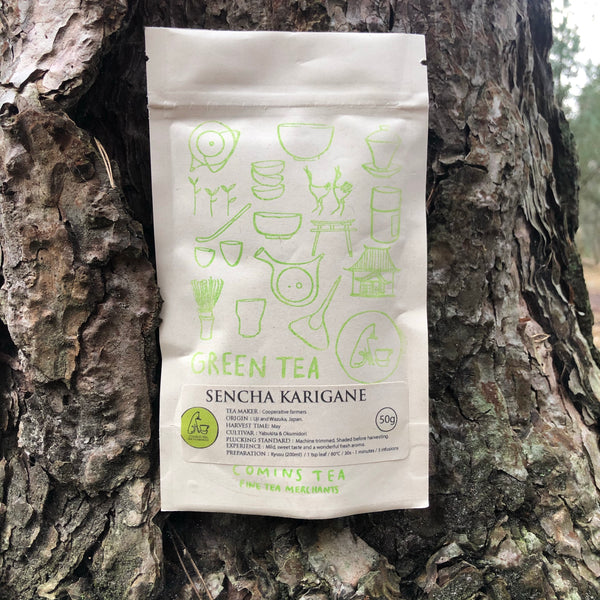 GREEN TEA
SENCHA KARIGANE
TEA MAKER : Cooperative farmers
ORIGIN : Uji and Wazuka, Japan.
HARVEST TIME: May
CULTIVAR : Yabukita & Okumidori
PLUCKING STANDARD : Machine trimmed, Shaded before harvesting
EXPERIENCE : Mild, sweet taste and a wonderful fresh aroma.
PREPARATION : Kyusu (200ml) / 1 tsp leaf / 60°C / 30s - 1 minutes / 3 infusions
50g
COMINS TEA
FINE TEA MERCHANTS